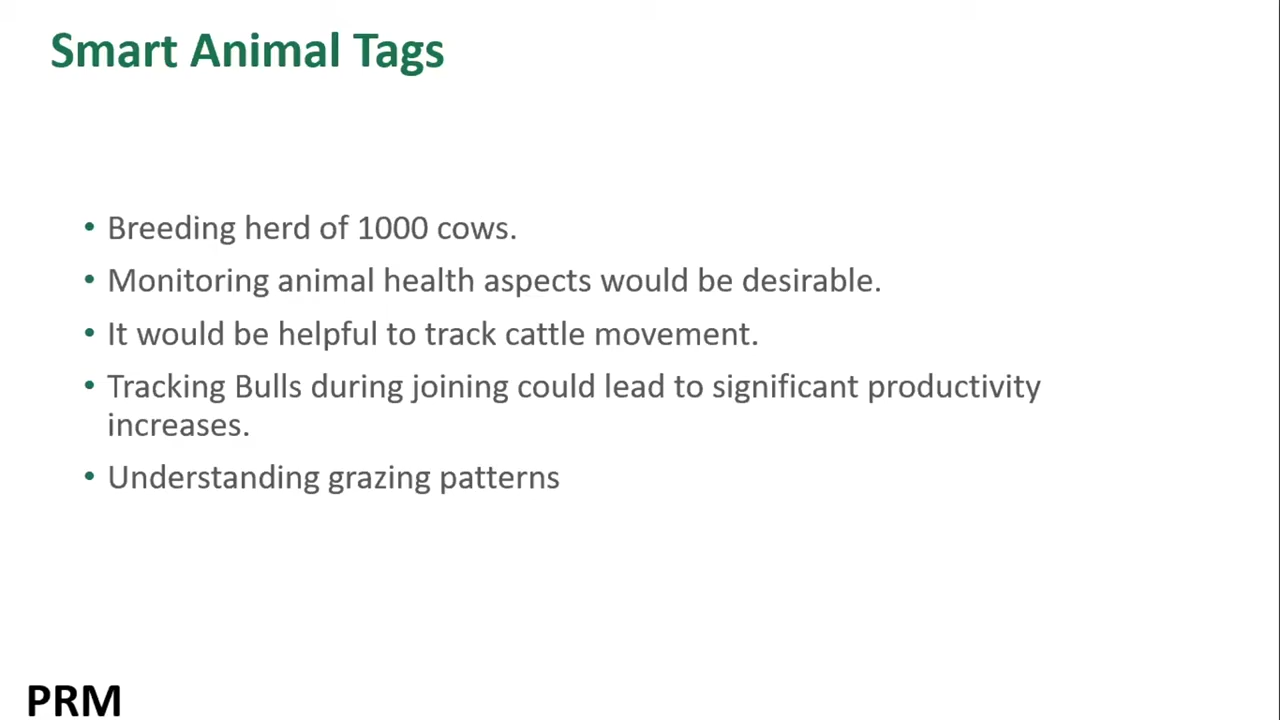 Smart Animal Tags
• Breeding herd of 1000 cows.
• Monitoring animal health aspects would be desirable.
• It would be helpful to track cattle movement.
• Tracking Bulls during joining could lead to significant productivity
increases.
• Understanding grazing patterns
PRM